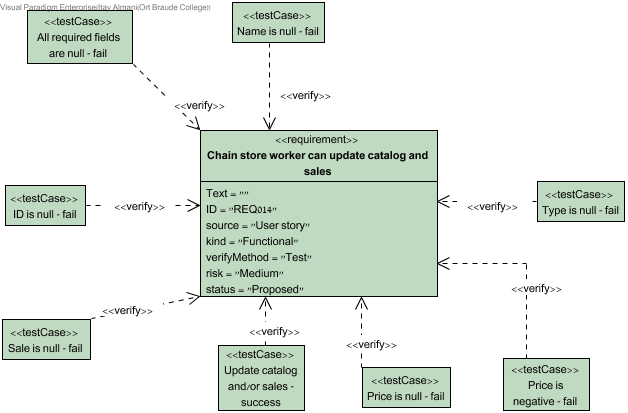 Visual Paradigm Enterprise(Itay Almani(Ort Braude College))
<<testCase>>
All required fields
are null - fail
<<testCase>>
Name is null - fail
<<verify>>
<<verify>>
<<requirement>>
Chain store worker can update catalog and
sales
Text = ""
ID = "REQ014"
source = "User story"
kind = "Functional"
verifyMethod = "Test"
risk = "Medium"
status = "Proposed"
<<testCase>>
ID is null - fail
<<verify>>
<<verify>>
<<testCase>>
Type is null - fail
<<verify>>
<<verify>>
<<testCase>>
Sale is null - fail
<<verify>>
<<verify>>
<<testCase>>
Update catalog
and/or sales -
success
<<testCase>>
Price is null - fail
<<testCase>>
Price is
negative - fail